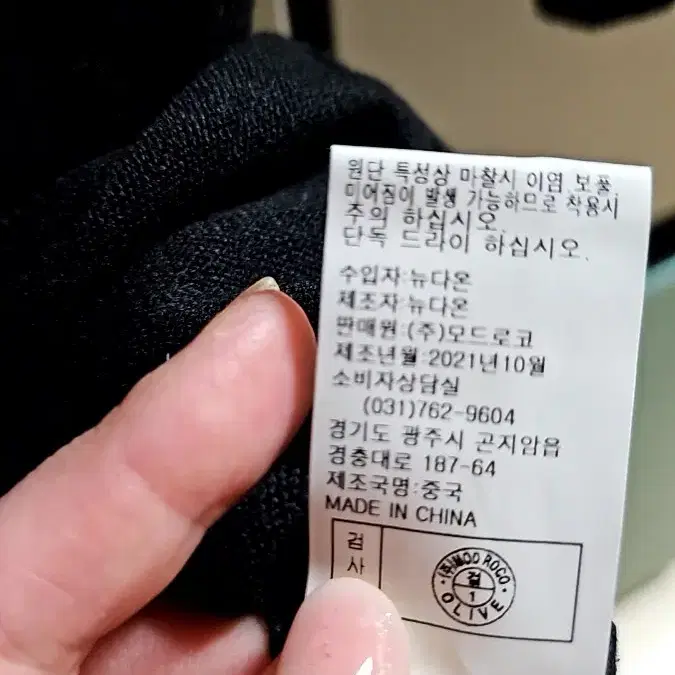 원단 특성상 마찰시 이염, 보풀,
미어짐이 발생 가능하므로 착용시
주의 하십시오.
단독 드라이 하십시오.
수입자:뉴다온
제조자:뉴다온
판매원:(주)모드로코
제조년월:2021년10월
소비자상담실
(031)762-9604
경기도 광주시 곤지암읍
경충대로 187-64
제조국명:중국
MADE IN CHINA
검
사
(주)MOD ROCO
검
1
OLIVE